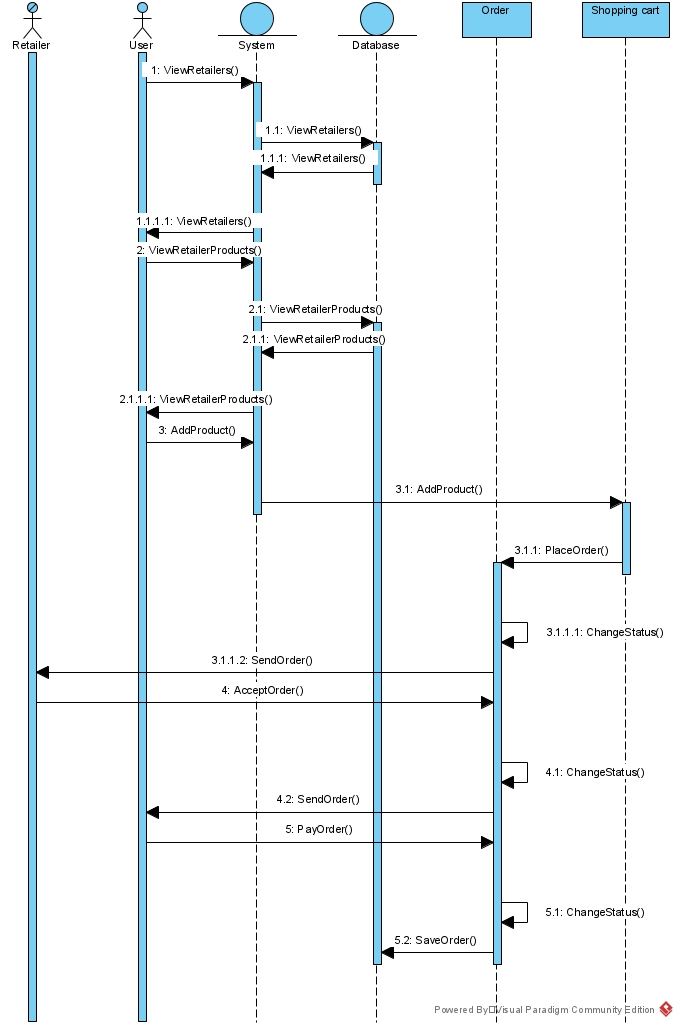 Retailer
User
System
Database
Order
Shopping cart
1: ViewRetailers()
1.1: ViewRetailers()
1.1.1: ViewRetailers()
1.1.1.1: ViewRetailers()
2: ViewRetailerProducts()
2.1: ViewRetailerProducts()
2.1.1: ViewRetailerProducts()
2.1.1.1: ViewRetailerProducts()
3: AddProduct()
3.1: AddProduct()
3.1.1: PlaceOrder()
3.1.1.1: ChangeStatus()
3.1.1.2: SendOrder()
4: AcceptOrder()
4.1: ChangeStatus()
4.2: SendOrder()
5: PayOrder()
5.1: ChangeStatus()
5.2: SaveOrder()
Powered By Visual Paradigm Community Edition